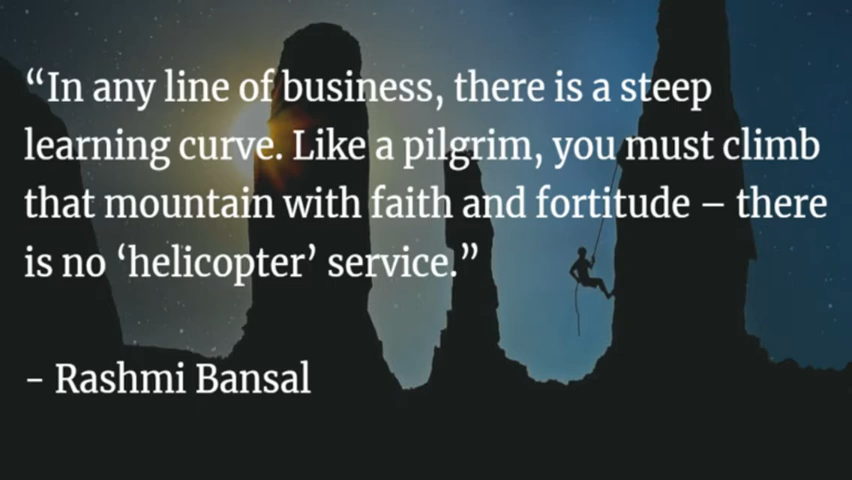 “In any line of business, there is a steep
learning curve. Like a pilgrim, you must climb
that mountain with faith and fortitude – there
is no ‘helicopter’ service.”
- Rashmi Bansal